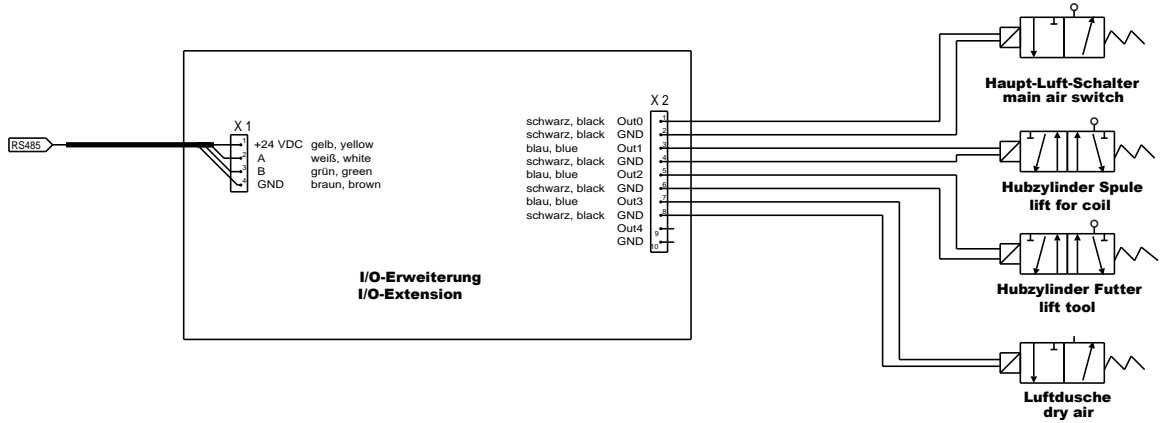 RS485
X 1
1 +24 VDC gelb, yellow
2 A weiß, white
3 B grün, green
4 GND braun, brown
I/O-Erweiterung
I/O-Extension
X 2
schwarz, black Out0 1
schwarz, black GND 2
blau, blue Out1 3
schwarz, black GND 4
blau, blue Out2 5
schwarz, black GND 6
blau, blue Out3 7
schwarz, black GND 8
Out4 9
GND 10
Haupt-Luft-Schalter
main air switch
Hubzylinder Spule
lift for coil
Hubzylinder Futter
lift tool
Luftdusche
dry air